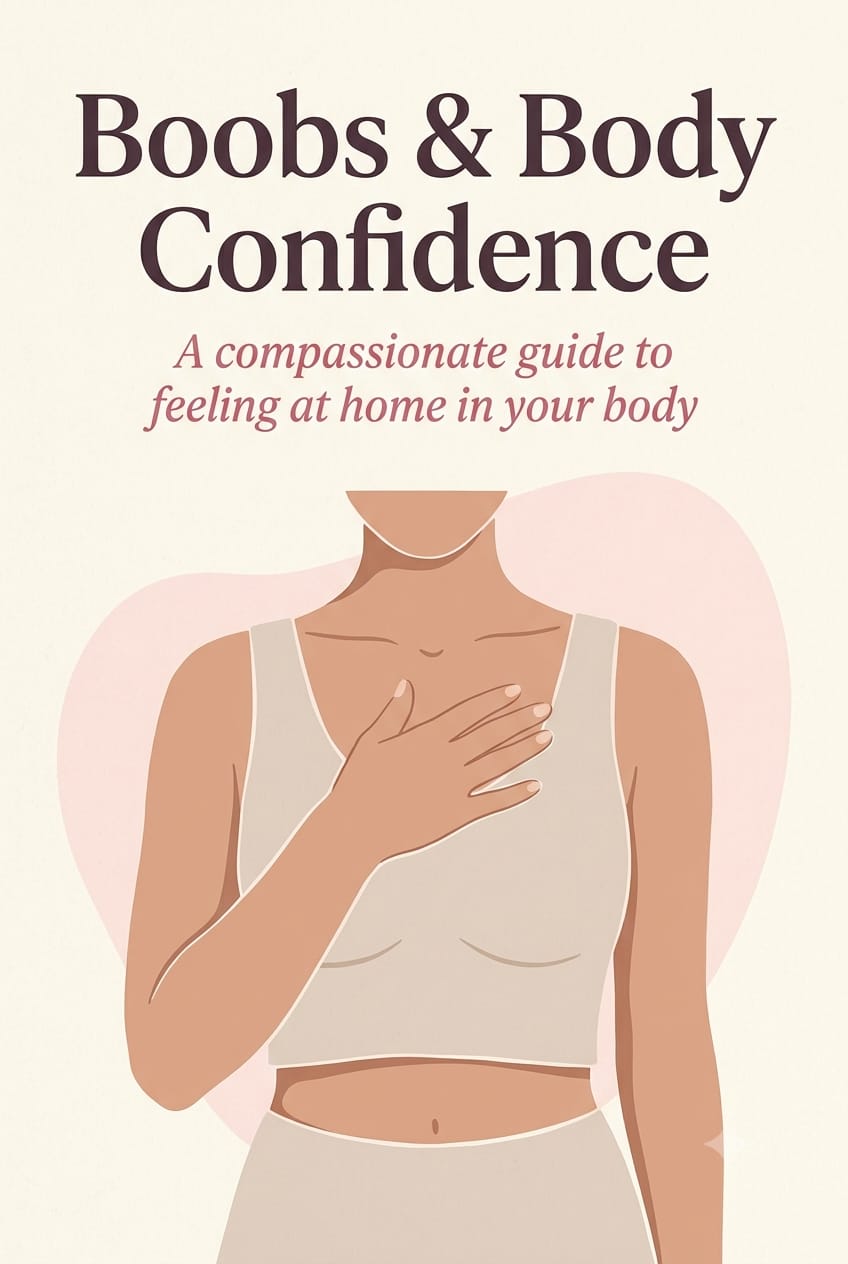 Boobs & Body
Confidence
A compassionate guide to
feeling at home in your body